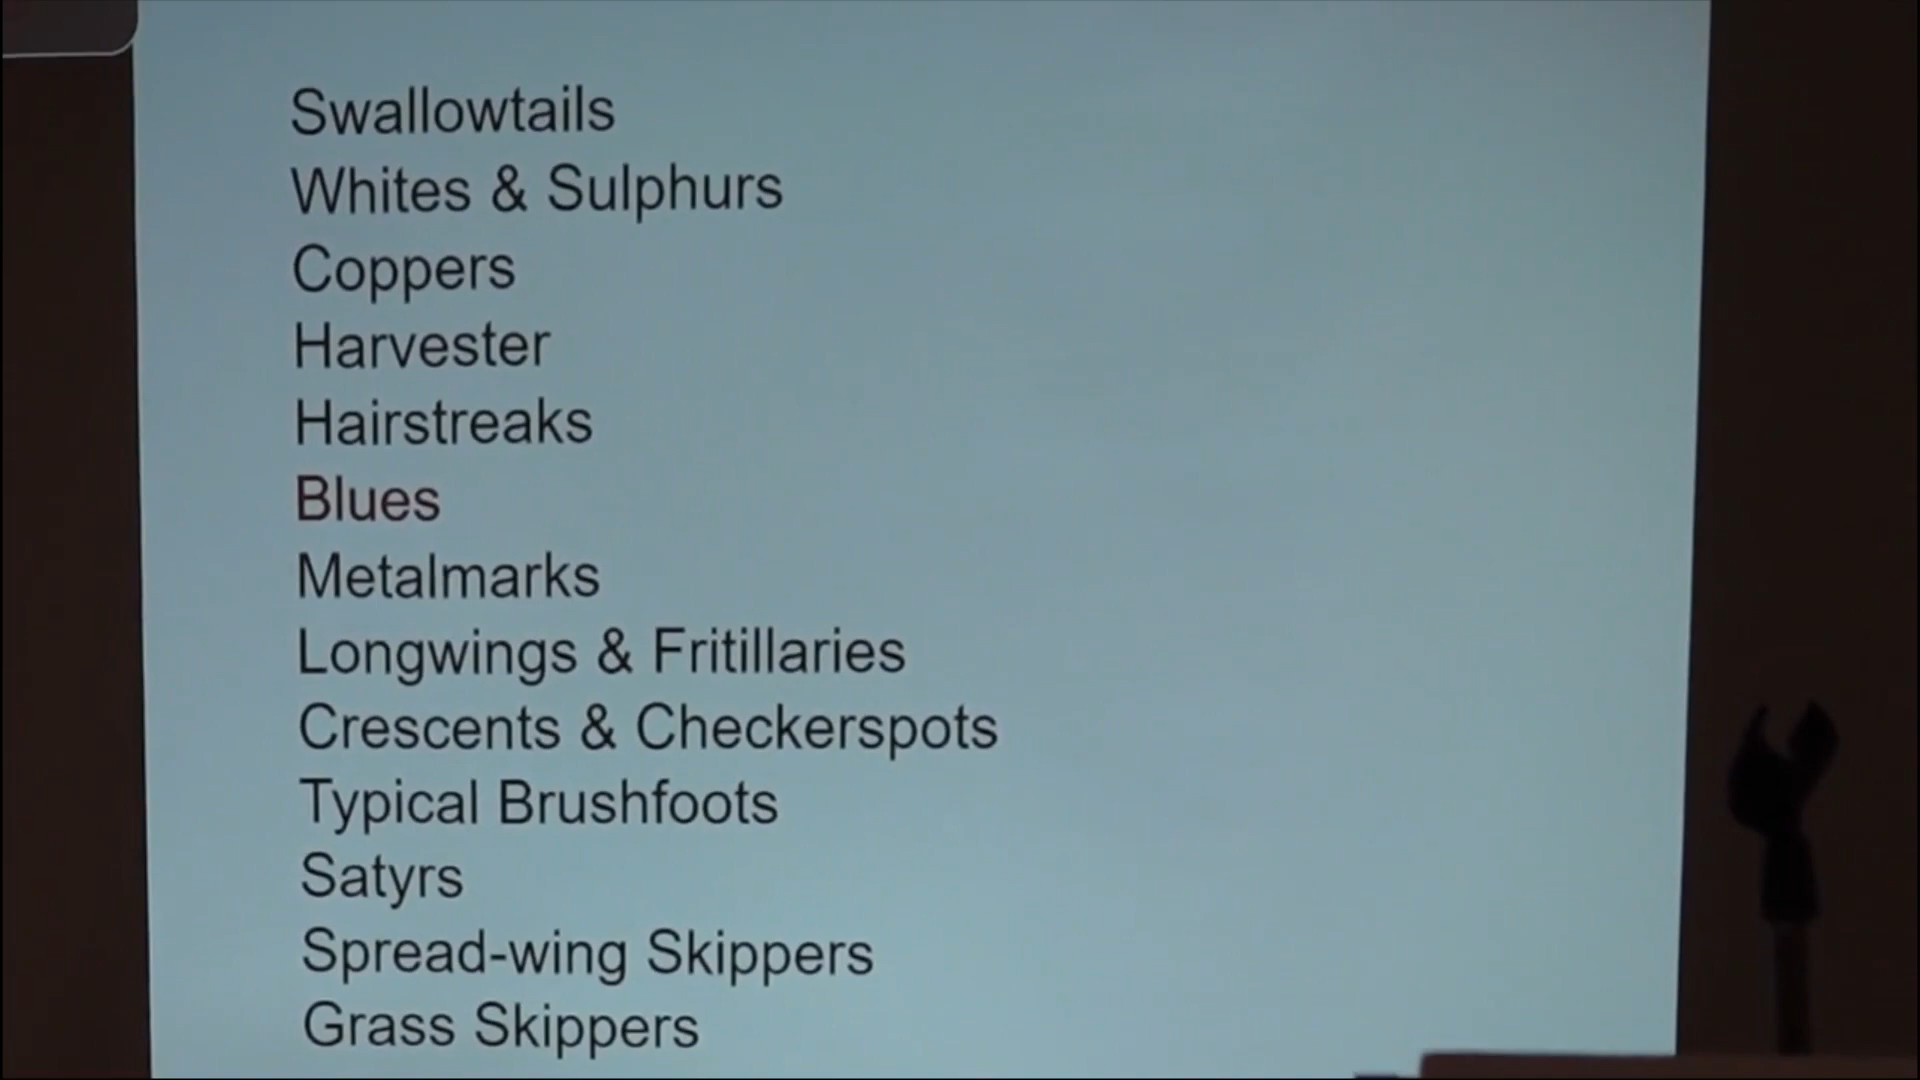 Swallowtails
Whites & Sulphurs
Coppers
Harvester
Hairstreaks
Blues
Metalmarks
Longwings & Fritillaries
Crescents & Checkerspots
Typical Brushfoots
Satyrs
Spread-wing Skippers
Grass Skippers